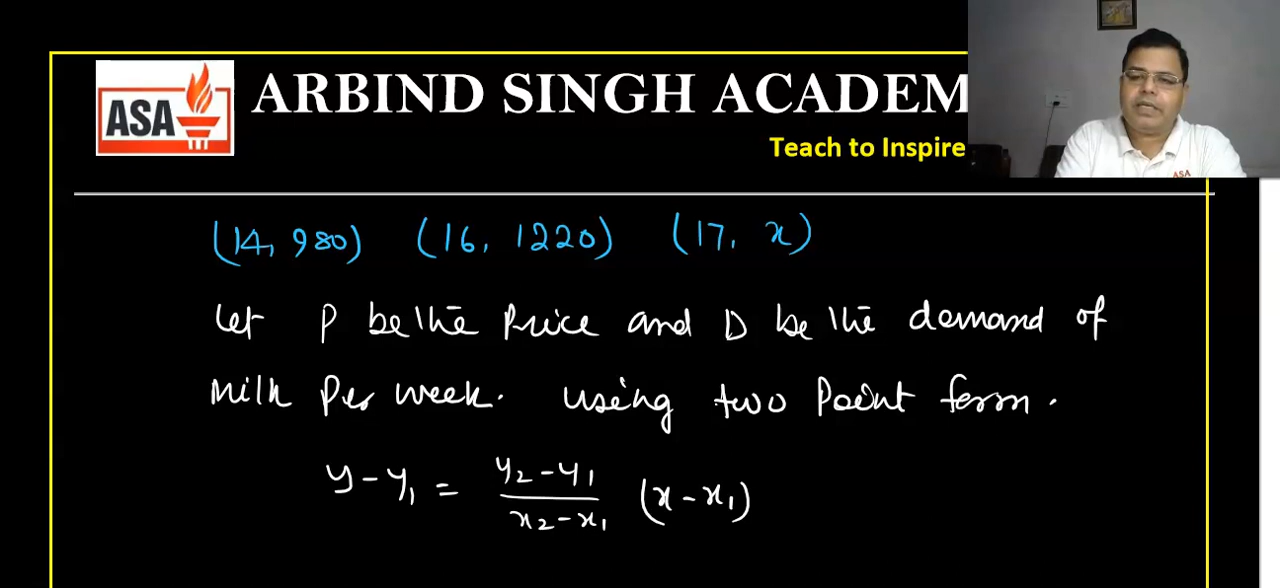 ASA
ARBIND SINGH ACADEM
Teach to Inspire
ASA
(14, 980) (16, 1220) (17, x)
Let P be the Price and D be the demand of
Milk Per week. Using two Point form.
y - y₁ = y₂ - y₁ / x₂ - x₁ (x - x₁)